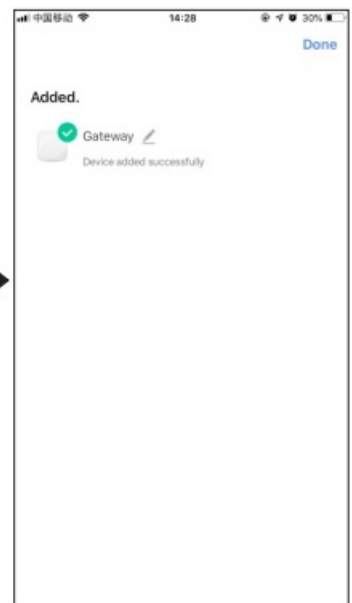 中国移动 14:28 30%
Done
Added.
Gateway
Device added successfully